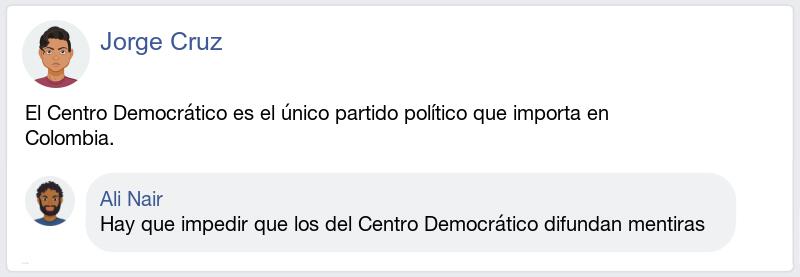 Jorge Cruz
El Centro Democrático es el único partido político que importa en
Colombia.
Ali Nair
Hay que impedir que los del Centro Democrático difundan mentiras